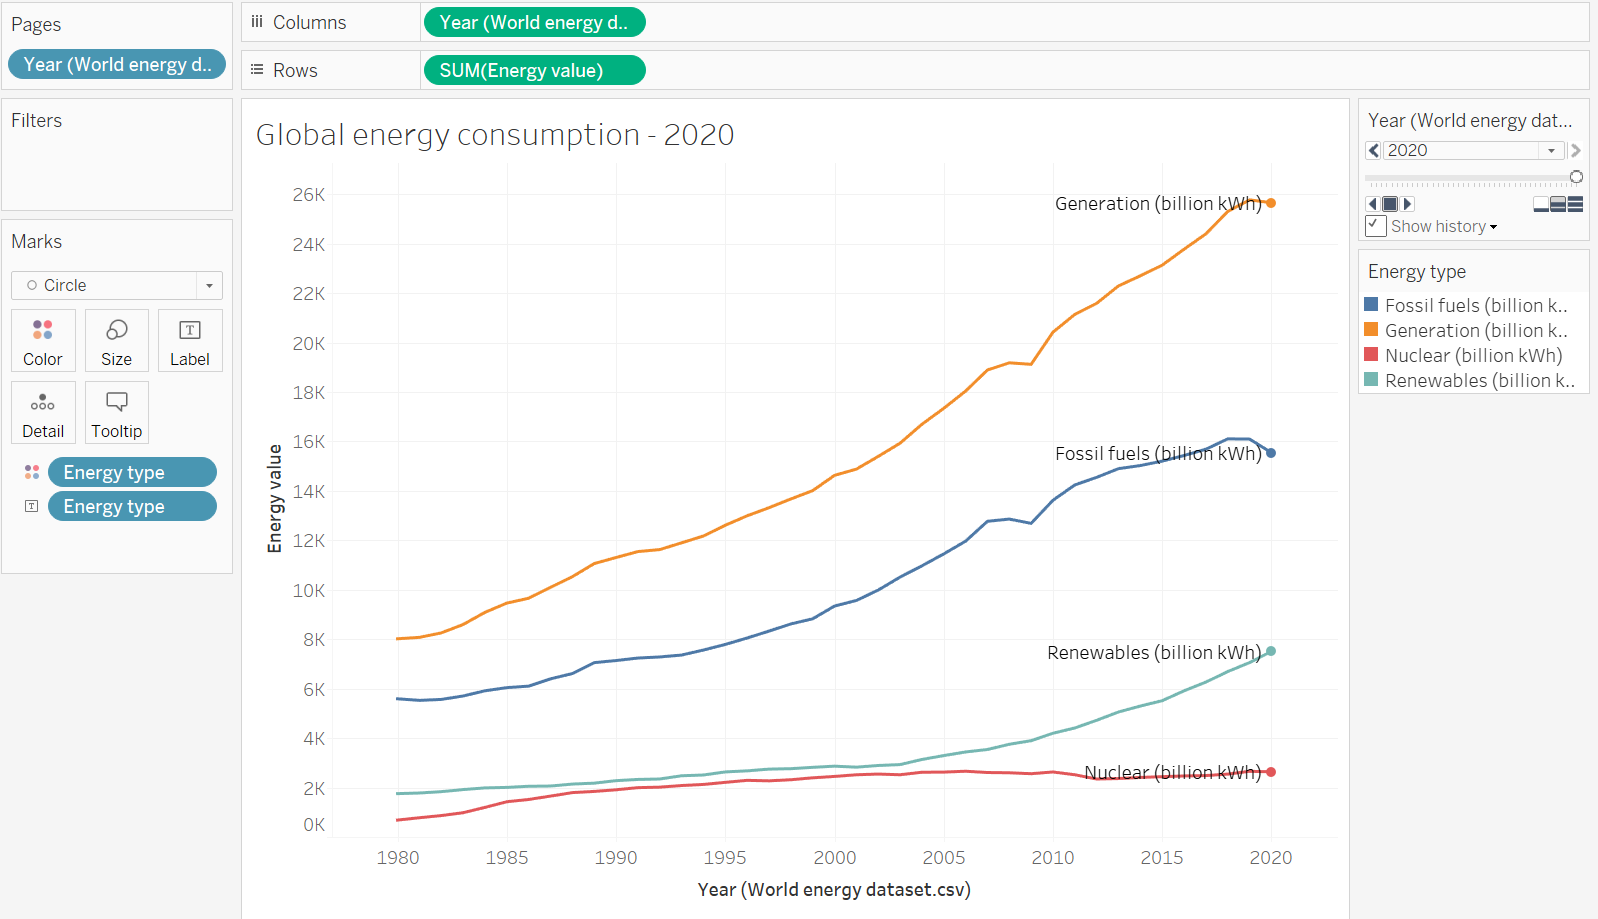 Pages
Year (World energy d..
Filters
Marks
Circle
Color
Size
Label
Detail
Tooltip
Energy type
Energy type
Columns
Year (World energy d..
Rows
SUM(Energy value)
Global energy consumption - 2020
Energy value
26K
24K
22K
20K
18K
16K
14K
12K
10K
8K
6K
4K
2K
0K
Generation (billion kWh)
Fossil fuels (billion kWh)
Renewables (billion kWh)
Nuclear (billion kWh)
1980 1985 1990 1995 2000 2005 2010 2015 2020
Year (World energy dataset.csv)
Year (World energy dat...
2020
Show history
Energy type
Fossil fuels (billion k..
Generation (billion k..
Nuclear (billion kWh)
Renewables (billion k..